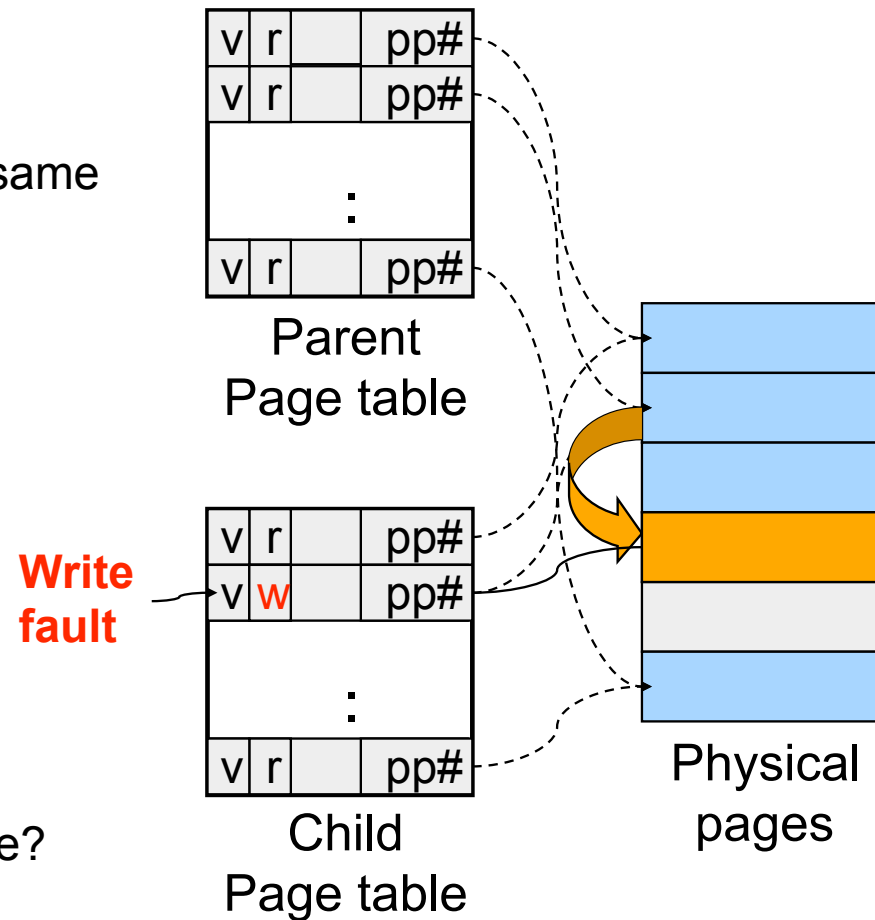 v r pp#
v r pp#
same
:
v r pp#
Parent
Page table
v r pp#
Write
fault
v w pp#
:
v r pp#
Physical
pages
Child
Page table
e?